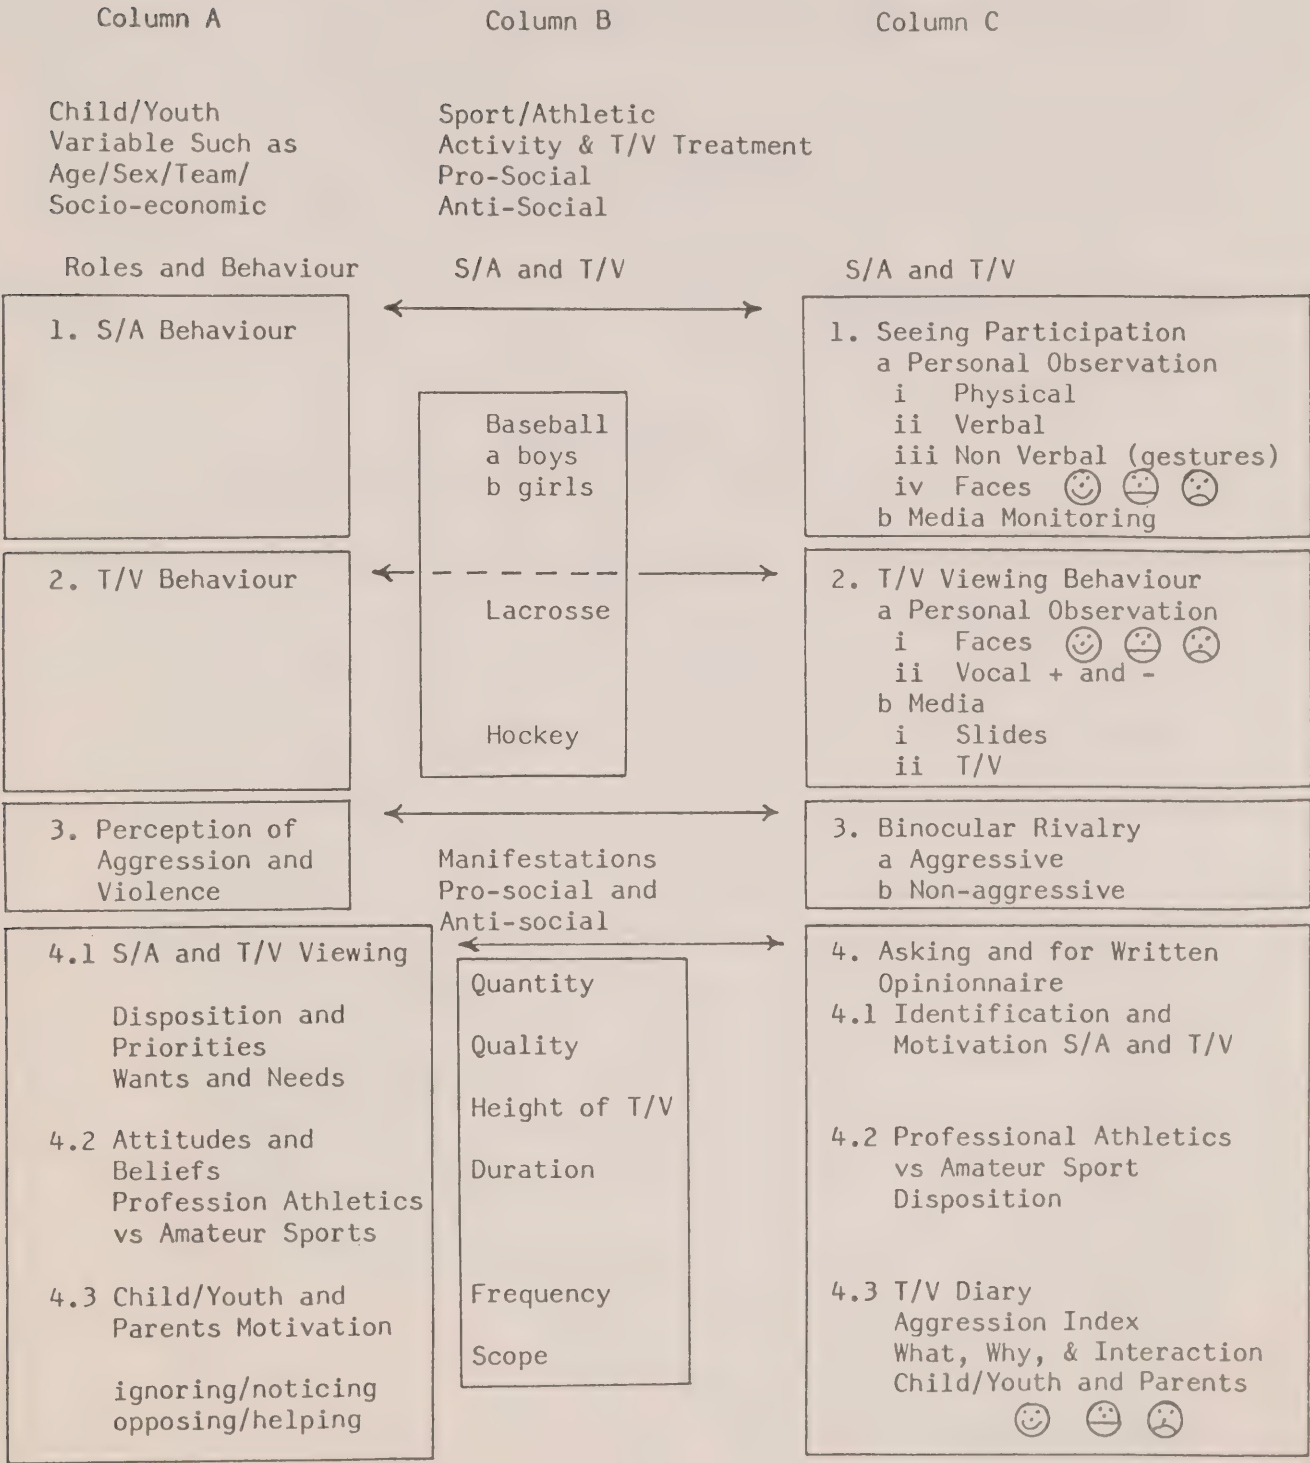 Column A
Column B
Column C
Child/Youth
Variable Such as
Age/Sex/Team/
Socio-economic
Sport/Athletic
Activity & T/V Treatment
Pro-Social
Anti-Social
Roles and Behaviour
S/A and T/V
S/A and T/V
1. S/A Behaviour
2. T/V Behaviour
3. Perception of
Aggression and
Violence
4.1 S/A and T/V Viewing
Disposition and
Priorities
Wants and Needs
4.2 Attitudes and
Beliefs
Profession Athletics
vs Amateur Sports
4.3 Child/Youth and
Parents Motivation
ignoring/noticing
opposing/helping
Baseball
a boys
b girls
Lacrosse
Hockey
Manifestations
Pro-social and
Anti-social
Quantity
Quality
Height of T/V
Duration
Frequency
Scope
1. Seeing Participation
a Personal Observation
i Physical
ii Verbal
iii Non Verbal (gestures)
iv Faces
b Media Monitoring
2. T/V Viewing Behaviour
a Personal Observation
i Faces
ii Vocal + and -
b Media
i Slides
ii T/V
3. Binocular Rivalry
a Aggressive
b Non-aggressive
4. Asking and for Written
Opinionnaire
4.1 Identification and
Motivation S/A and T/V
4.2 Professional Athletics
vs Amateur Sport
Disposition
4.3 T/V Diary
Aggression Index
What, Why, & Interaction
Child/Youth and Parents